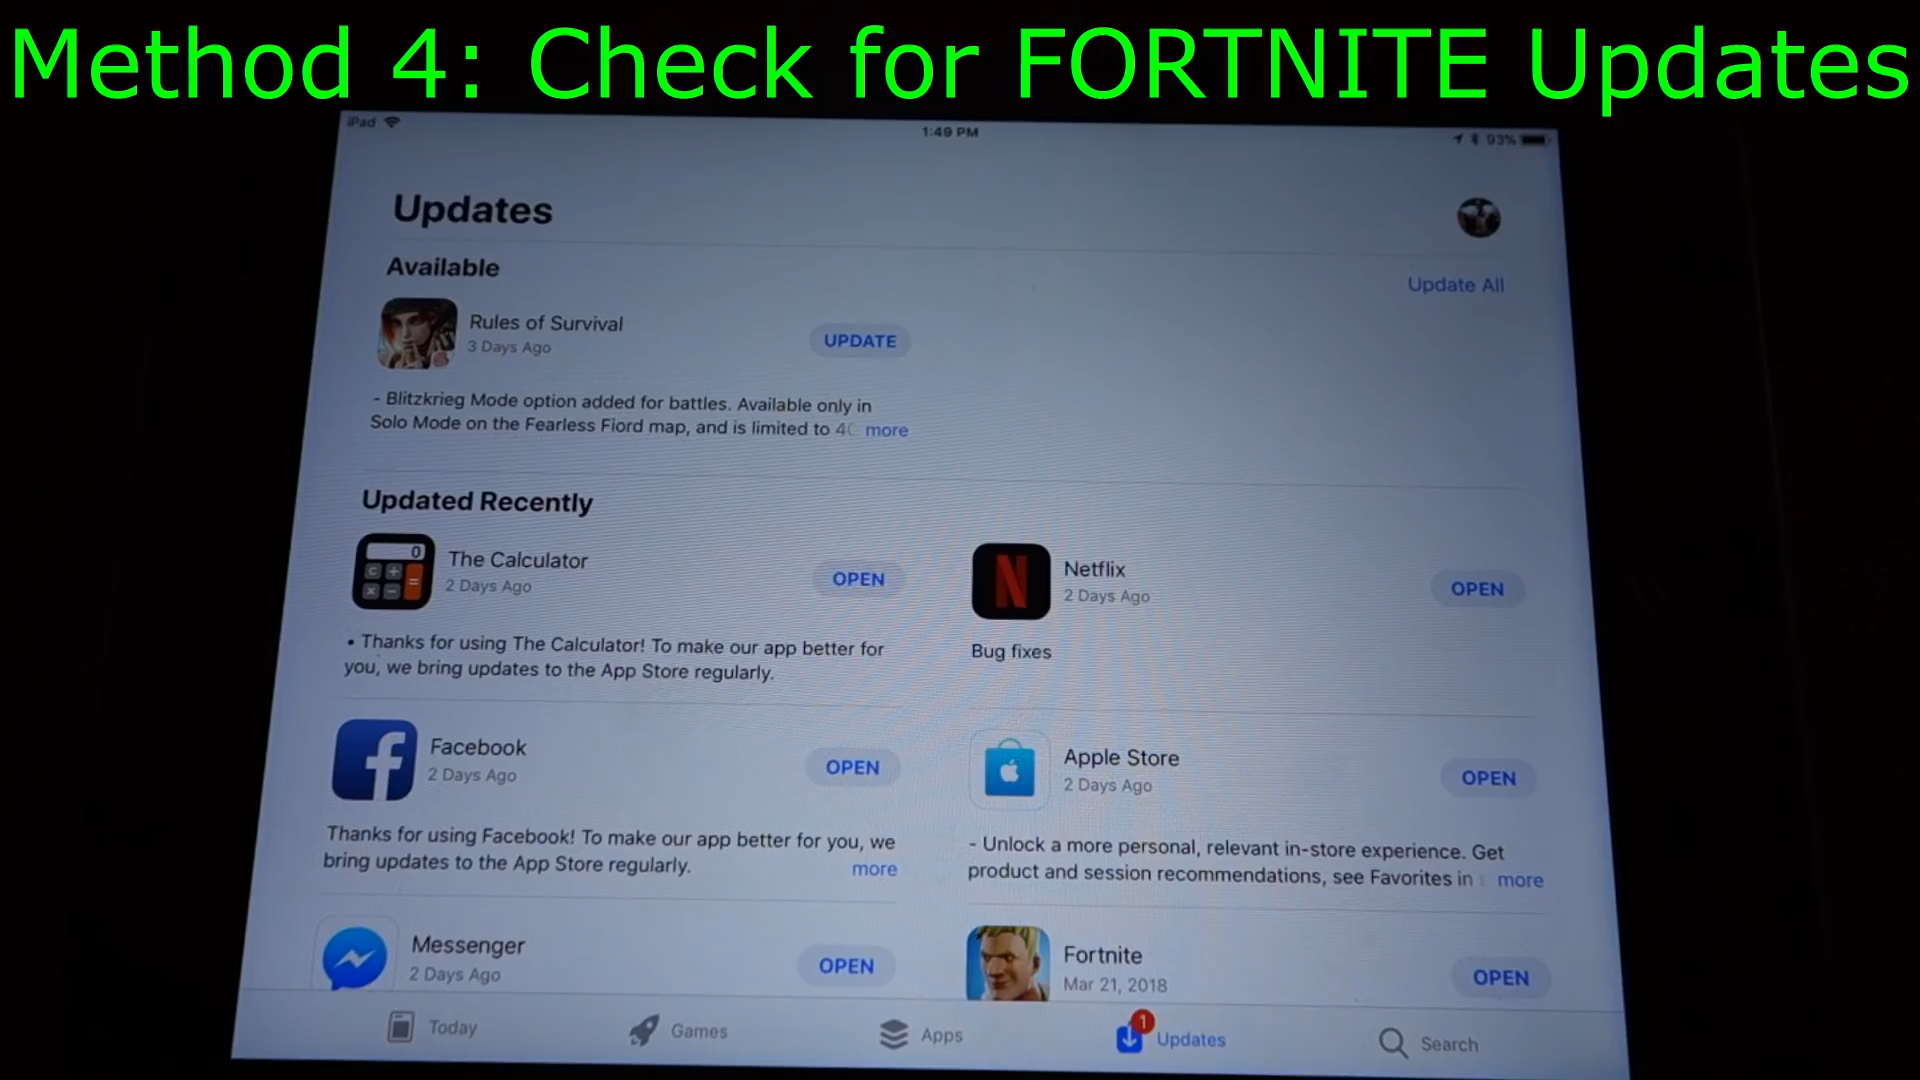 Method 4: Check for FORTNITE Updates
iPad
1:49 PM
93%
Updates
Available
Update All
Rules of Survival
3 Days Ago
UPDATE
- Blitzkrieg Mode option added for battles. Available only in
Solo Mode on the Fearless Fiord map, and is limited to
more
Updated Recently
The Calculator
2 Days Ago
OPEN
• Thanks for using The Calculator! To make our app better for
you, we bring updates to the App Store regularly.
Netflix
2 Days Ago
OPEN
Bug fixes
Facebook
2 Days Ago
OPEN
Thanks for using Facebook! To make our app better for you, we
bring updates to the App Store regularly.
more
Apple Store
2 Days Ago
OPEN
- Unlock a more personal, relevant in-store experience. Get
product and session recommendations, see Favorites in
more
Messenger
2 Days Ago
OPEN
Fortnite
Mar 21, 2018
OPEN
Today
Games
Apps
1
Updates
Search